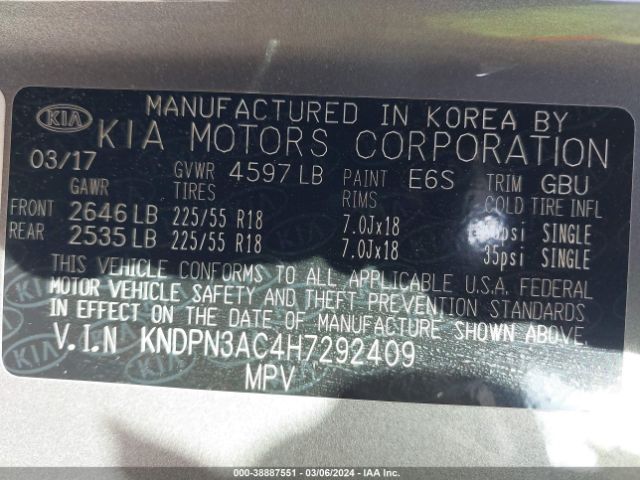 KIA
MANUFACTURED IN KOREA BY
KIA MOTORS CORPORATION
03/17 GVWR 4597 LB PAINT E6S TRIM GBU
GAWR TIRES RIMS COLD TIRE INFL
FRONT 2646 LB 225/55 R18 7.0Jx18 psi SINGLE
REAR 2535 LB 225/55 R18 7.0Jx18 35psi SINGLE
THIS VEHICLE CONFORMS TO ALL APPLICABLE U.S.A. FEDERAL
MOTOR VEHICLE SAFETY AND THEFT PREVENTION STANDARDS
IN EFFECT ON THE DATE OF MANUFACTURE SHOWN ABOVE.
V.I.N KNDPN3AC4H7292409
MPV
000-38887551 - 03/06/2024 - IAA Inc.